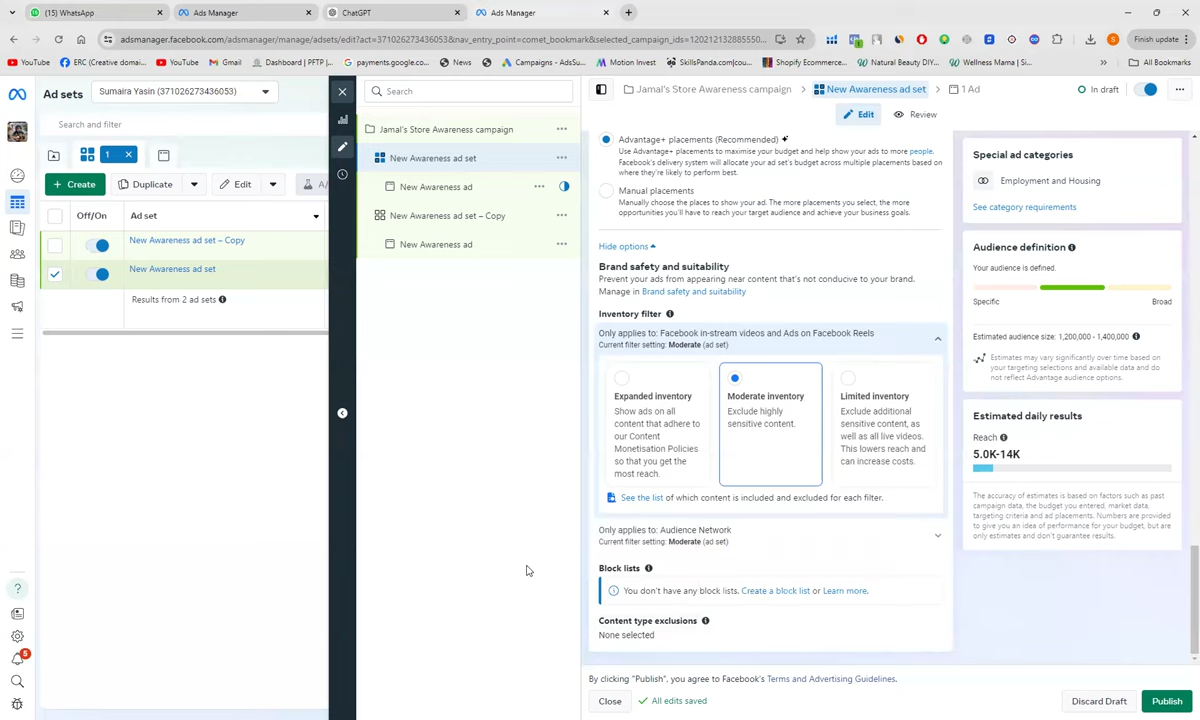 (15) WhatsApp
Ads Manager
ChatGPT
Ads Manager
adsmanager.facebook.com/adsmanager/manage/adsets/edit?act=371026273436053&nav_entry_point=comet_bookmark&selected_campaign_ids=120212132885550...
Finish update
YouTube
ERC (Creative domai...
YouTube
Gmail
Dashboard | PFTP |...
payments.google.co...
News
Campaigns - AdsSu...
Motion Invest
SkillsPanda.com|...
Shopify Ecommerce...
Natural Beauty DIY...
Wellness Mama | Si...
All Bookmarks
Ad sets
Sumaira Yasin (371026273436053)
Search and filter
1
Create
Duplicate
Edit
A/
Off/On
Ad set
New Awareness ad set – Copy
New Awareness ad set
Results from 2 ad sets
5
Search
Jamal's Store Awareness campaign
New Awareness ad set
New Awareness ad
New Awareness ad set – Copy
New Awareness ad
Jamal's Store Awareness campaign
New Awareness ad set
1 Ad
In draft
Edit
Review
Advantage+ placements (Recommended)
Use Advantage+ placements to maximise your budget and help show your ads to more people.
Facebook's delivery system will allocate your ad set's budget across multiple placements based on
where they're likely to perform best.
Manual placements
Manually choose the places to show your ad. The more placements you select, the more
opportunities you'll have to reach your target audience and achieve your business goals.
Hide options
Brand safety and suitability
Prevent your ads from appearing near content that's not conducive to your brand.
Manage in Brand safety and suitability
Inventory filter
Only applies to: Facebook in-stream videos and Ads on Facebook Reels
Current filter setting: Moderate (ad set)
Expanded inventory
Show ads on all
content that adhere to
our Content
Monetisation Policies
so that you get the
most reach.
Moderate inventory
Exclude highly
sensitive content.
Limited inventory
Exclude additional
sensitive content, as
well as all live videos.
This lowers reach and
can increase costs.
See the list of which content is included and excluded for each filter.
Only applies to: Audience Network
Current filter setting: Moderate (ad set)
Block lists
You don't have any block lists. Create a block list or Learn more.
Content type exclusions
None selected
By clicking "Publish", you agree to Facebook's Terms and Advertising Guidelines.
Close
All edits saved
Discard Draft
Publish
Special ad categories
Employment and Housing
See category requirements
Audience definition
Your audience is defined.
Specific
Broad
Estimated audience size: 1,200,000 - 1,400,000
Estimates may vary significantly over time based on
your targeting selections and available data and do
not reflect Advantage audience options.
Estimated daily results
Reach
5.0K-14K
The accuracy of estimates is based on factors such as past
campaign data, the budget you entered, market data,
targeting criteria and ad placements. Numbers are provided
to give you an idea of performance for your budget, but are
only estimates and don't guarantee results.